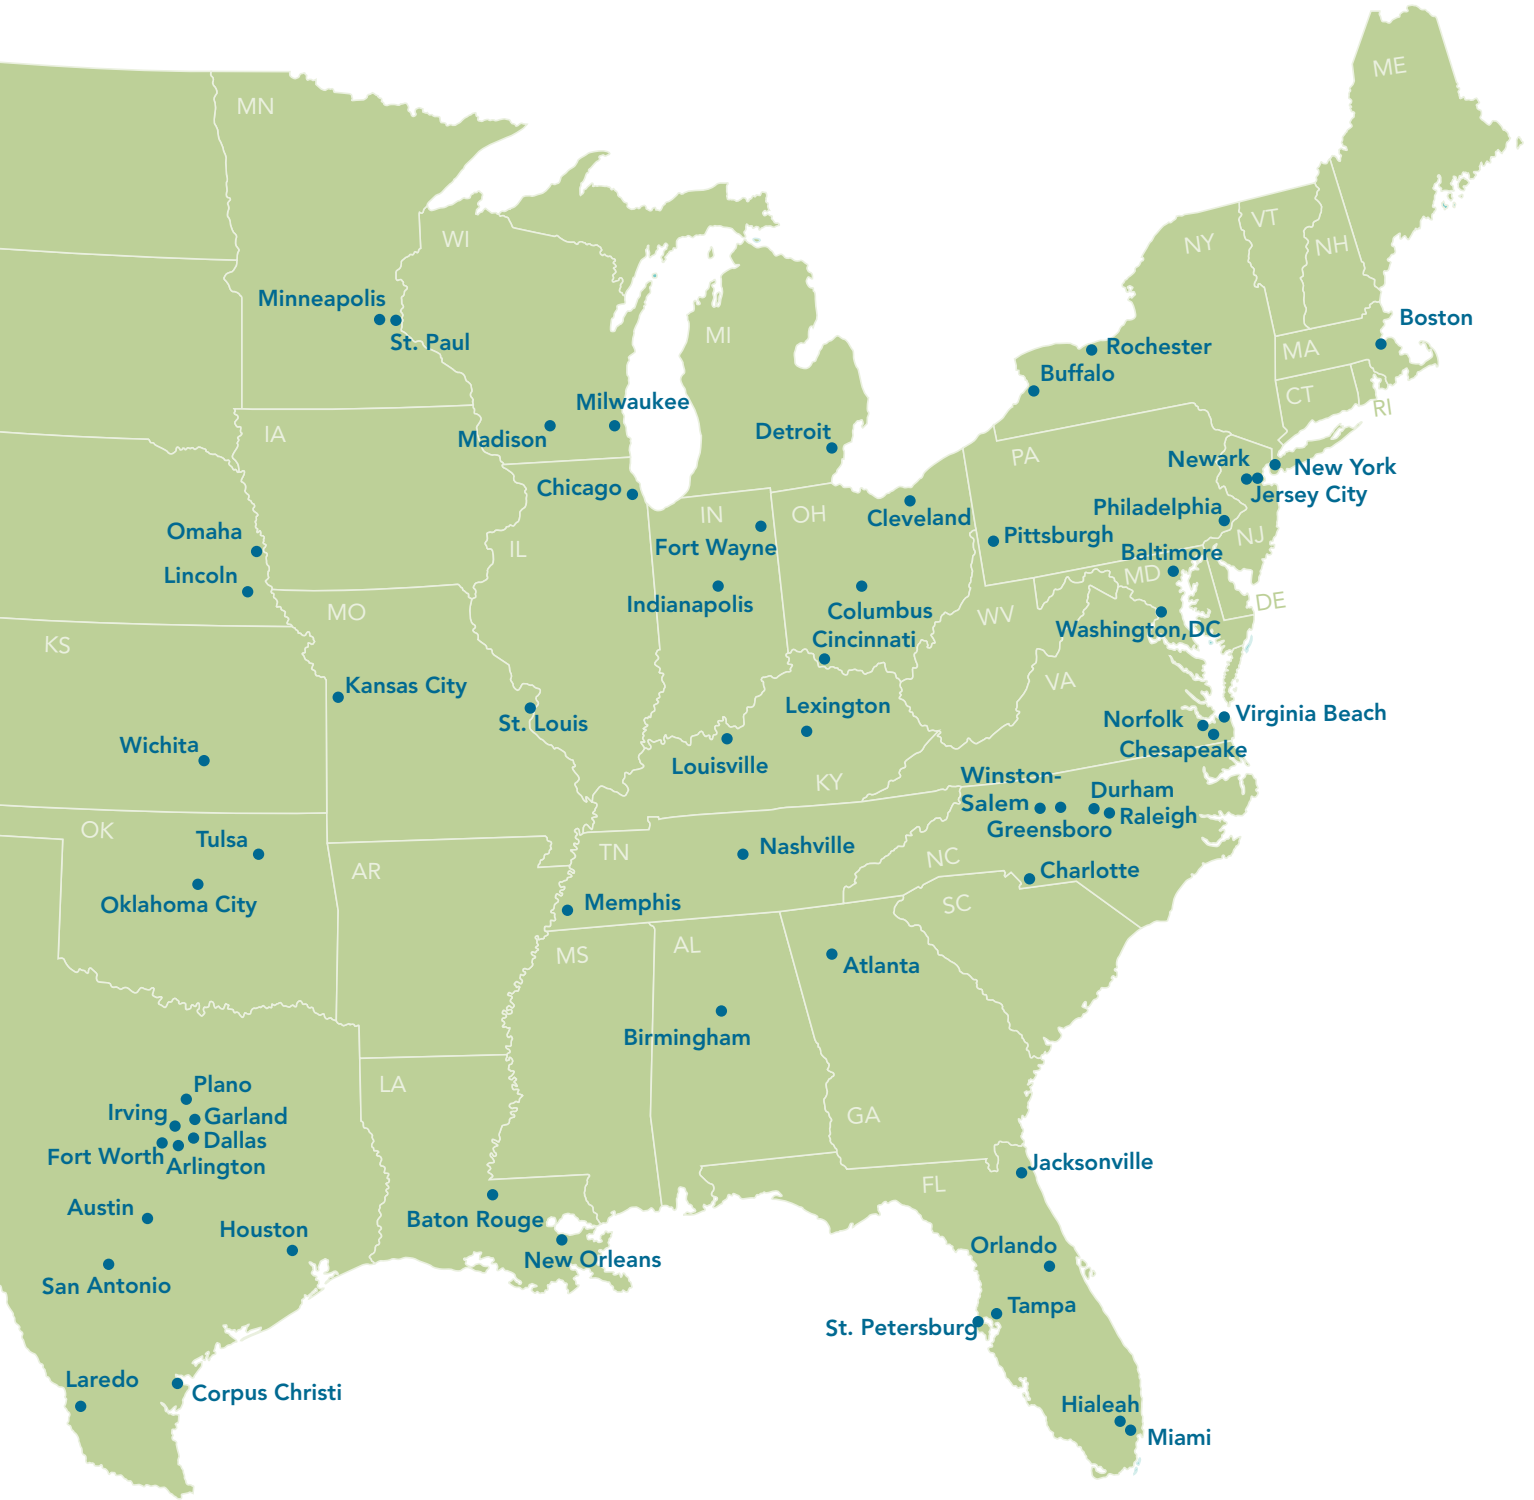 ME
MN
VT
WI
NY
NH
Minneapolis
Boston
MI
St. Paul
Rochester
MA
Buffalo
CT
Milwaukee
RI
IA
Detroit
Madison
PA
Newark
New York
Chicago
Jersey City
Philadelphia
IN
OH
Cleveland
Omaha
Pittsburgh
NJ
IL
Fort Wayne
Baltimore
Lincoln
MD
DE
Indianapolis
Columbus
MO
WV
Washington,DC
KS
Cincinnati
VA
Kansas City
Lexington
Virginia Beach
St. Louis
Norfolk
Wichita
Chesapeake
Louisville
KY
Winston-
Salem
Durham
Raleigh
OK
Greensboro
Tulsa
TN
Nashville
NC
AR
Charlotte
Oklahoma City
Memphis
SC
MS
AL
Atlanta
Birmingham
Plano
LA
Irving
Garland
GA
Dallas
Fort Worth
Arlington
Jacksonville
FL
Austin
Baton Rouge
Houston
Orlando
New Orleans
San Antonio
Tampa
St. Petersburg
Laredo
Corpus Christi
Hialeah
Miami